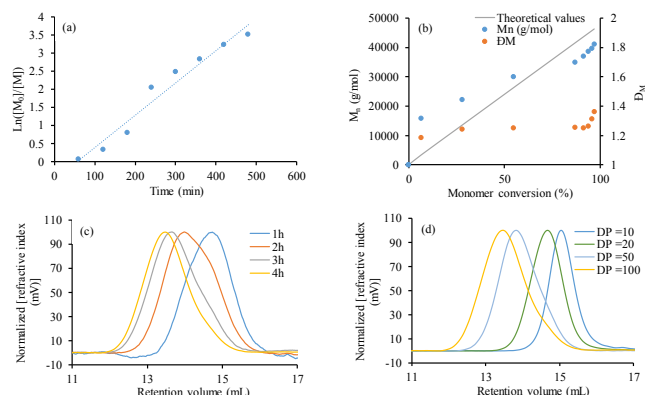 (a)
Ln([M₀]/[M])
4
3.5
3
2.5
2
1.5
1
0.5
0
0 100 200 300 400 500 600
Time (min)
(b)
Theoretical values
Mn (g/mol)
ĐM
Mₙ (g/mol)
50000
40000
30000
20000
10000
0
0 20 40 60 80 100
Monomer conversion (%)
2
1.8
1.6
1.4
1.2
1
Đ_M
(c)
1h
2h
3h
4h
Normalized [refractive index (mV)]
110
90
70
50
30
10
-10
11 13 15 17
Retention volume (mL)
(d)
DP =10
DP =20
DP =50
DP =100
Normalized [refractive index (mV)]
110
90
70
50
30
10
-10
11 13 15 17
Retention volume (mL)